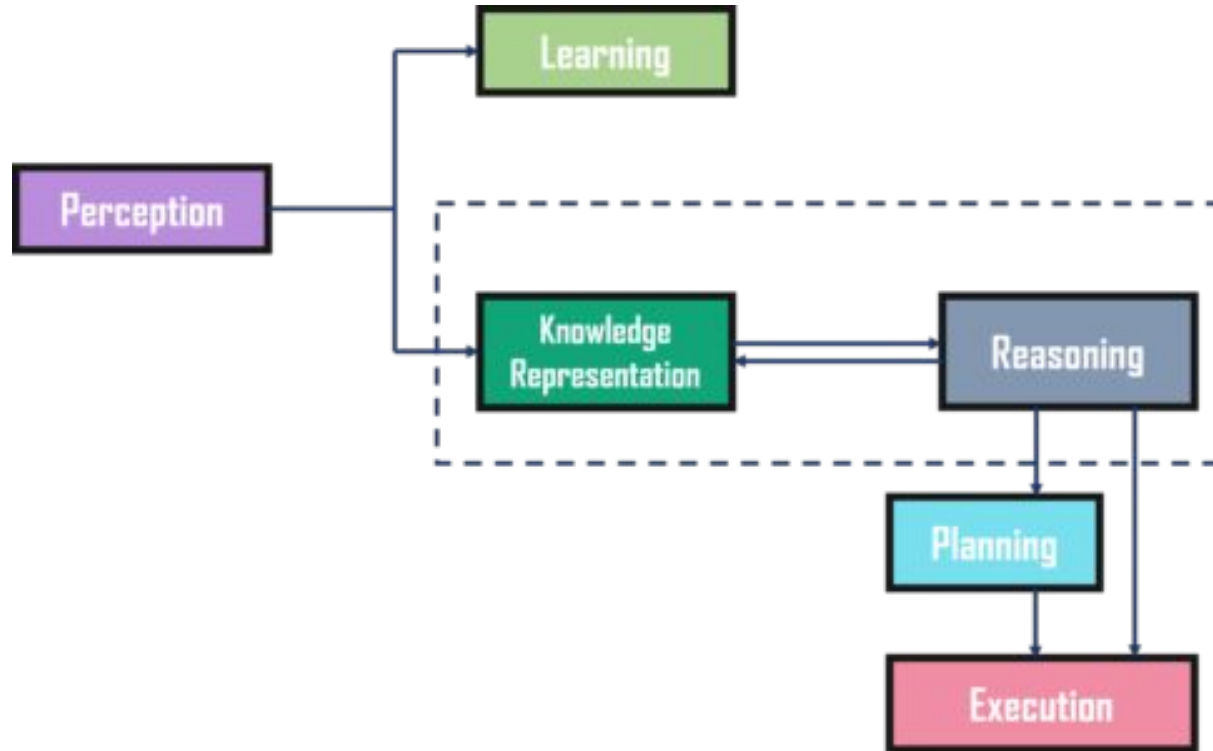 Learning
Perception
Knowledge
Representation
Reasoning
Planning
Execution